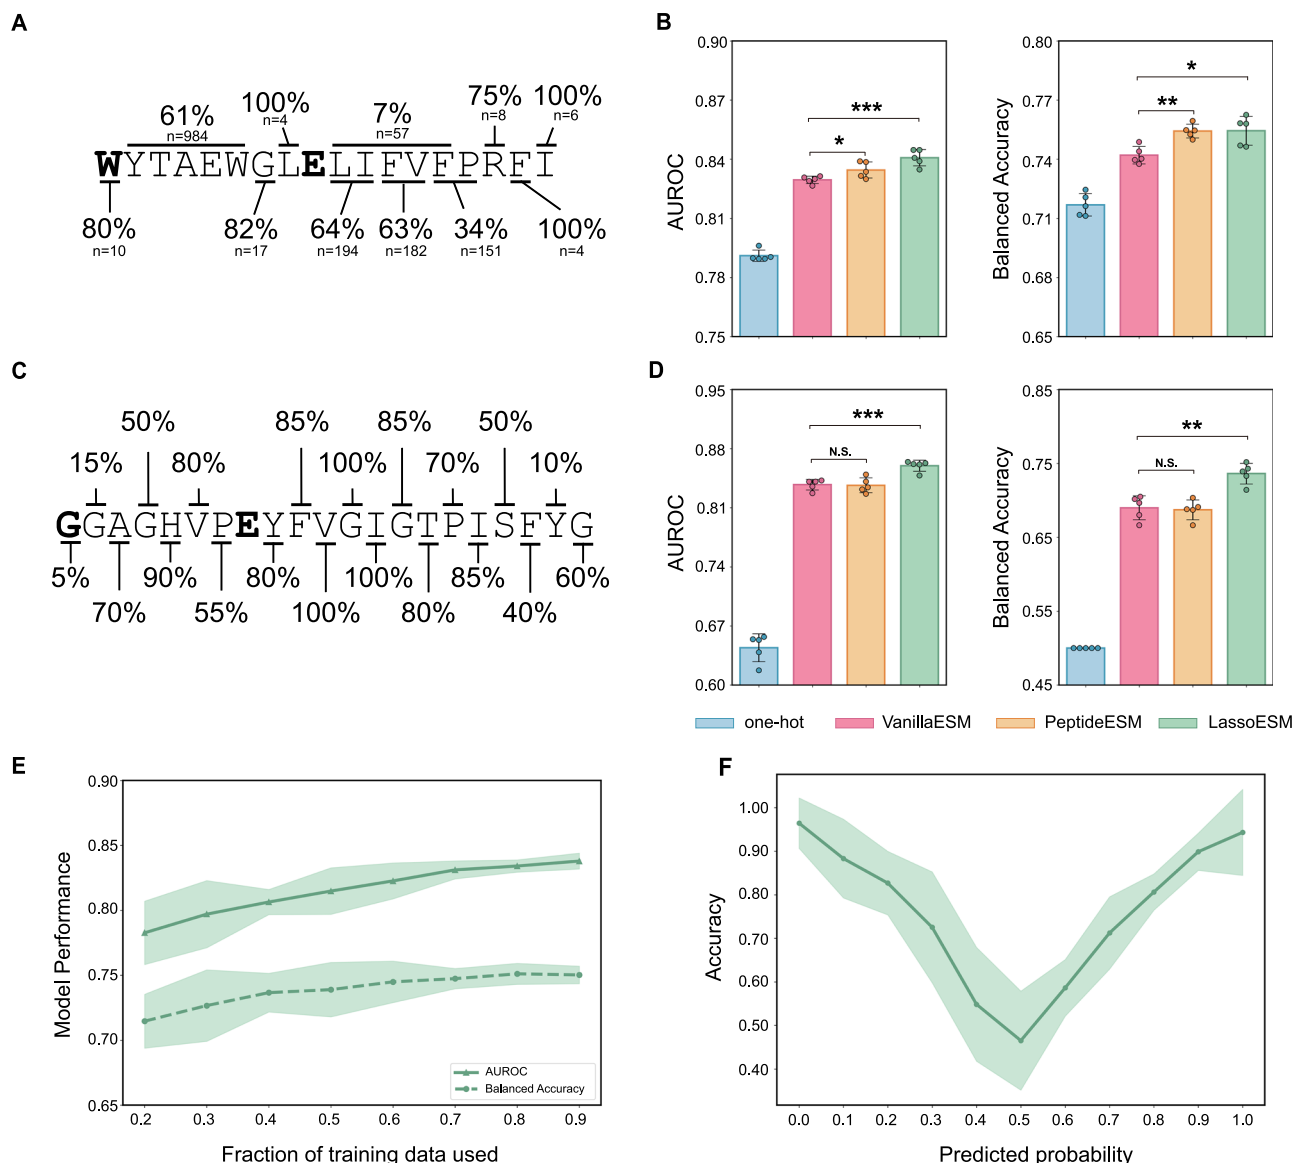 A
100%
75%
100%
61%
n=4
7%
n=8
n=6
n=984
n=57
WYTAEWGLELIFVFPRFI
80%
82%
64%
63%
34%
100%
n=10
n=17
n=194
n=182
n=151
n=4
B
AUROC
0.90
0.87
0.84
0.81
0.78
0.75
***
*
Balanced Accuracy
0.80
0.77
0.74
0.71
0.68
0.65
*
**
C
50%
85%
85%
50%
15%
80%
100%
70%
10%
GGAGHVPEYFVGIGTPISFYG
5%
90%
80%
100%
85%
60%
70%
55%
100%
80%
40%
D
AUROC
0.95
0.88
0.81
0.74
0.67
0.60
***
N.S.
Balanced Accuracy
0.85
0.75
0.65
0.55
0.45
**
N.S.
one-hot
VanillaESM
PeptideESM
LassoESM
E
Model Performance
0.90
0.85
0.80
0.75
0.70
0.65
AUROC
Balanced Accuracy
0.2 0.3 0.4 0.5 0.6 0.7 0.8 0.9
Fraction of training data used
F
Accuracy
1.00
0.90
0.80
0.70
0.60
0.50
0.40
0.0 0.1 0.2 0.3 0.4 0.5 0.6 0.7 0.8 0.9 1.0
Predicted probability